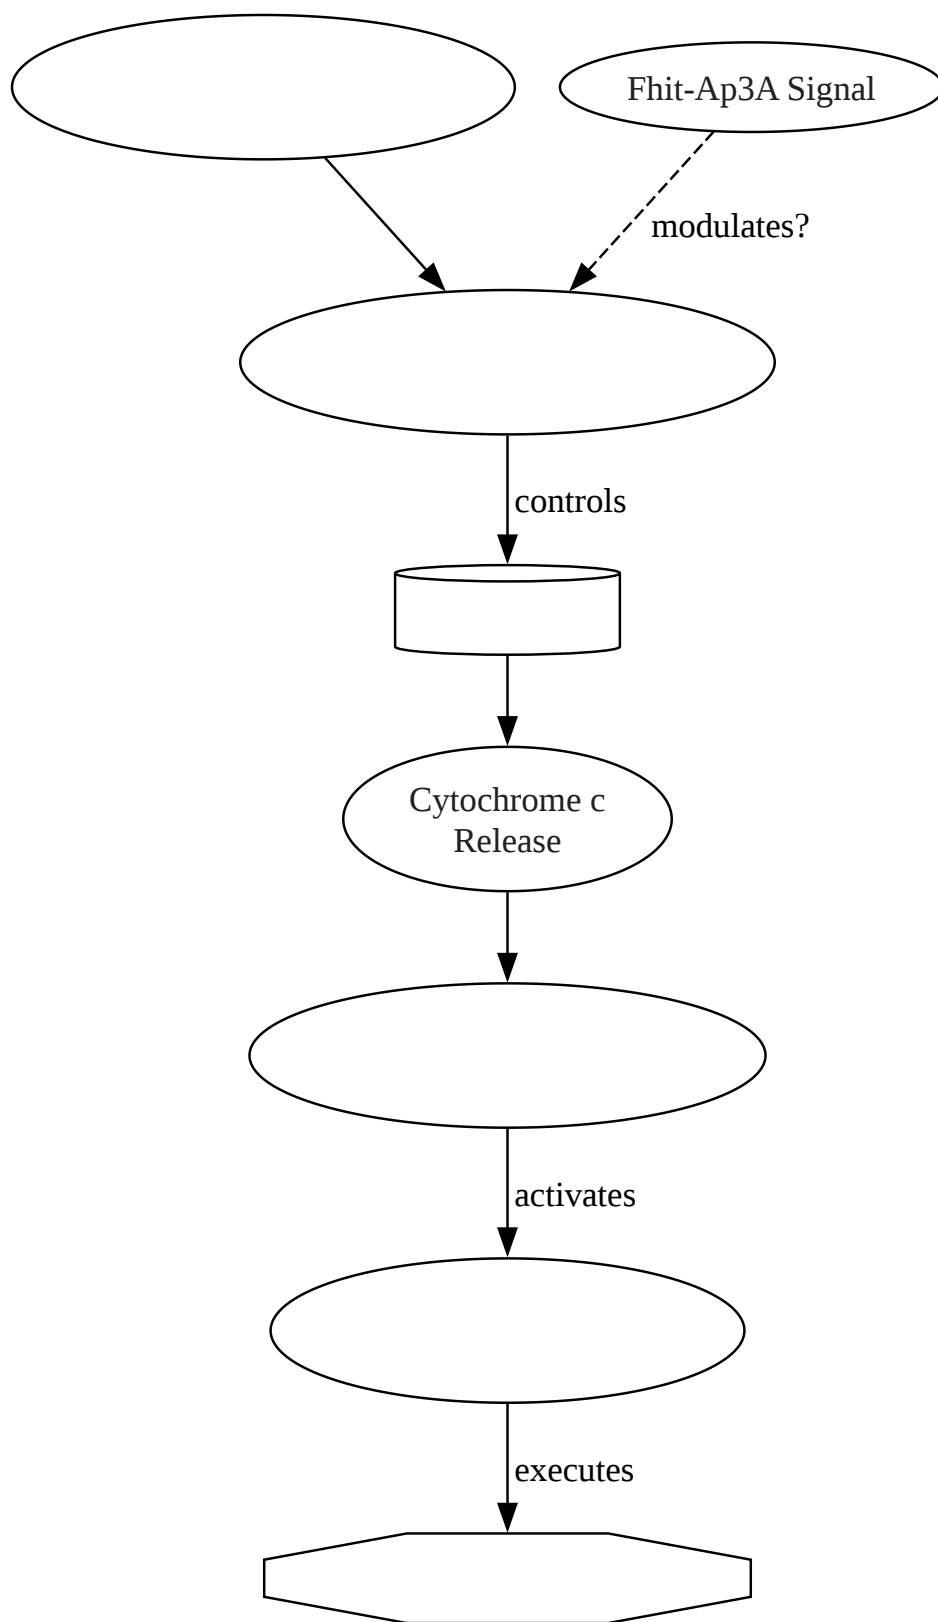 Fhit-Ap3A Signal
modulates?
controls
Cytochrome c
Release
activates
executes